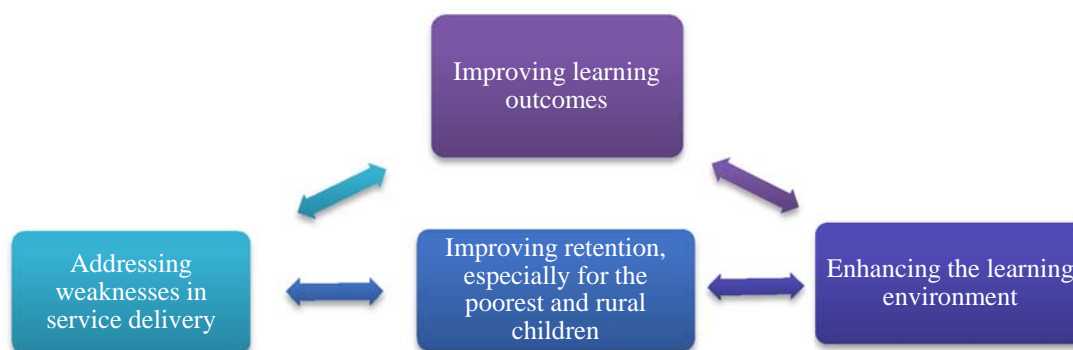 Improving learning
outcomes
Addressing
weaknesses in
service delivery
Improving retention,
especially for the
poorest and rural
children
Enhancing the learning
environment